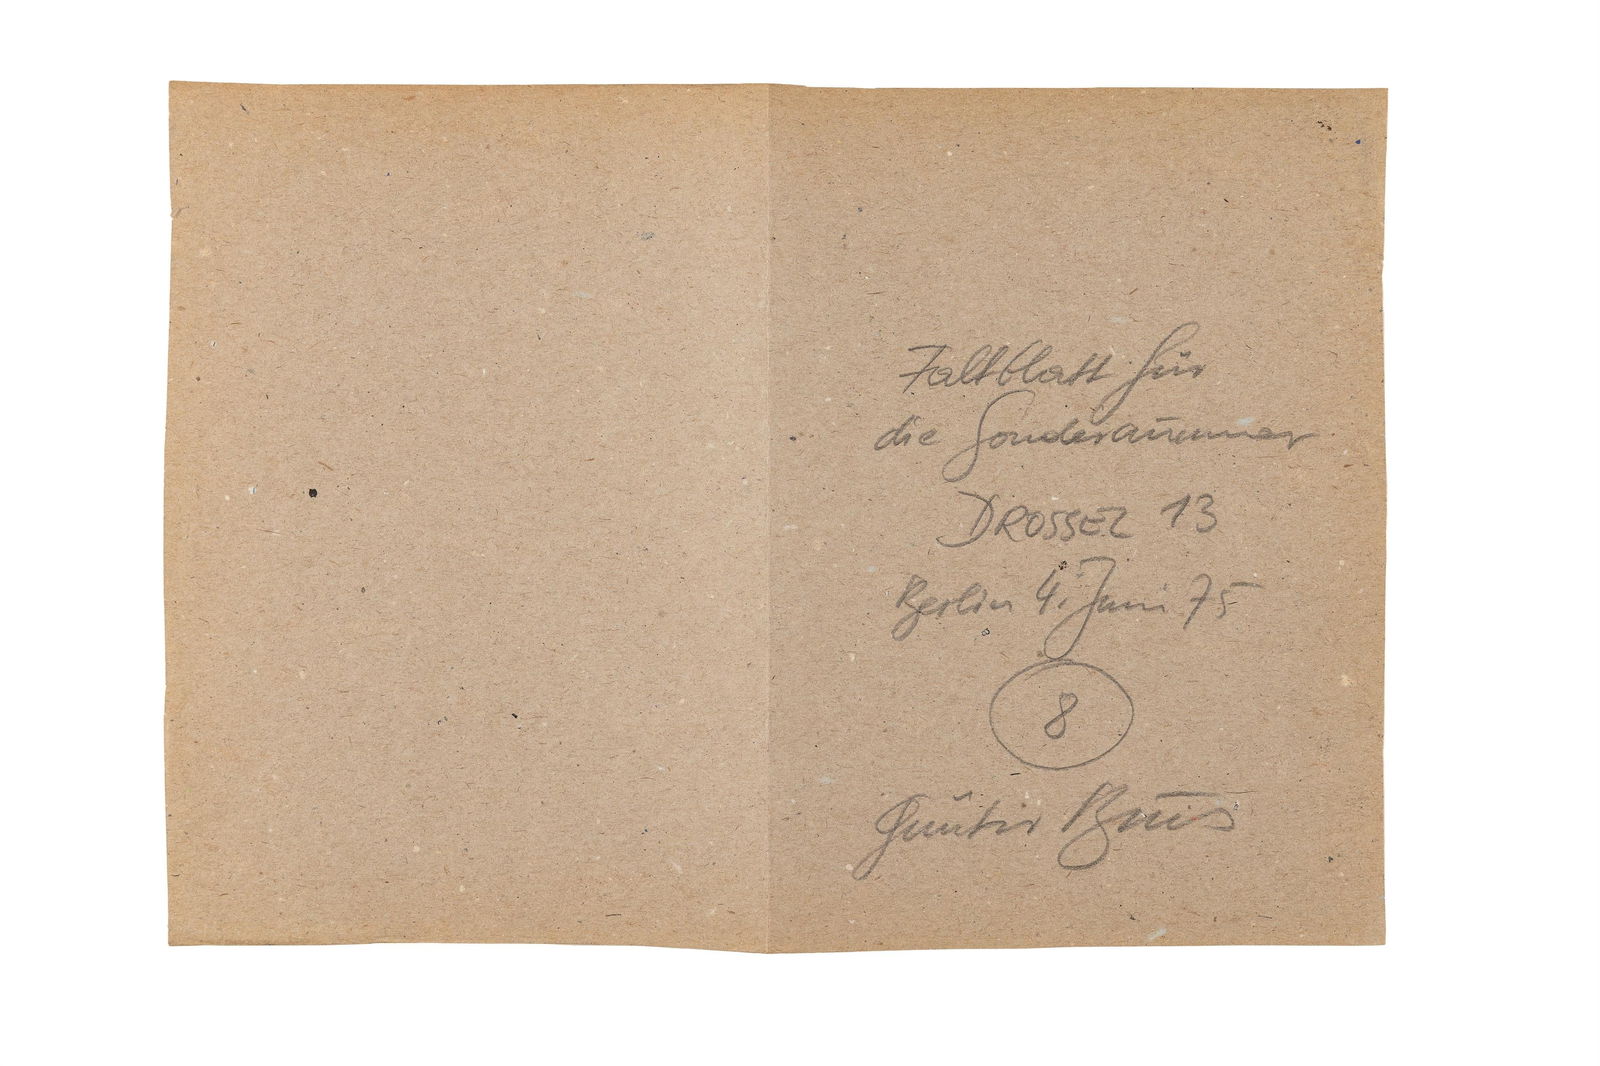 Faltblatt für
die Sondernummer
DROSSEL 13
Berlin 4. Juni 75
8
Günter Brus